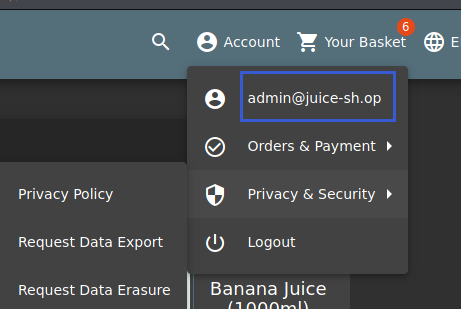 Account
Your Basket
6
E
admin@juice-sh.op
Orders & Payment
Privacy & Security
Logout
Privacy Policy
Request Data Export
Request Data Erasure
Banana Juice
(1000ml)